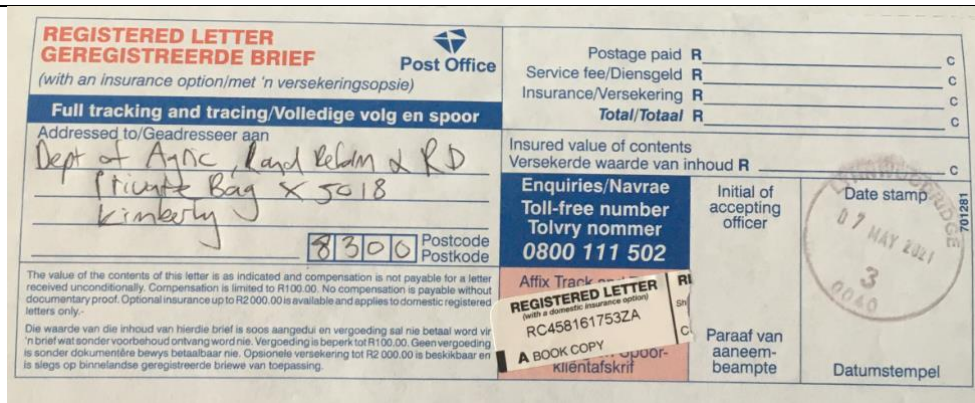 REGISTERED LETTER
GEREGISTREERDE BRIEF
(with an insurance option/met 'n versekeringsopsie)
Post Office
Full tracking and tracing/Volledige volg en spoor
Addressed to/Geadresseer aan
Dept of Agric, Land Reform & RD
Private Bag X 5018
Kimberly
8300 Postcode
Postkode
The value of the contents of this letter is as indicated and compensation is not payable for a letter
received unconditionally. Compensation is limited to R100.00. No compensation is payable without
documentary proof. Optional insurance up to R2 000.00 is available and applies to domestic registered
letters only.-
Die waarde van die inhoud van hierdie brief is soos aangedui en vergoeding sal nie betaal word vir
'n brief wat sonder voorbehoud ontvang word nie. Vergoeding is beperk tot R100.00. Geen vergoeding
is sonder dokumentêre bewys betaalbaar nie. Opsionele versekering tot R2 000.00 is beskikbaar en
is slegs op binnelandse geregistreerde briewe van toepassing.
Postage paid R c
Service fee/Diensgeld R c
Insurance/Versekering R c
Total/Totaal R c
Insured value of contents
Versekerde waarde van inhoud R c
Enquiries/Navrae
Toll-free number
Tolvry nommer
0800 111 502
Affix Track
REGISTERED LETTER
(with a domestic insurance option)
RC458161753ZA
A BOOK COPY
spoor-
kliëntafskrif
Initial of
accepting
officer
Paraaf van
aaneem-
beampte
Date stamp
LYNNWOODRIDGE
07 MAY 2021
3
0040
Datumstempel
701281